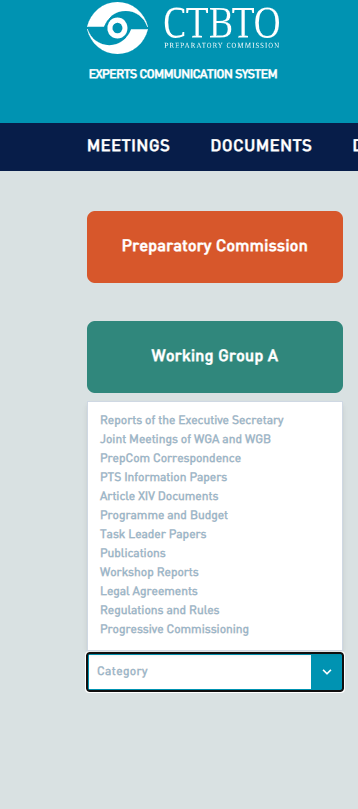 CTBTO
PREPARATORY COMMISSION
EXPERTS COMMUNICATION SYSTEM
MEETINGS DOCUMENTS
Preparatory Commission
Working Group A
Reports of the Executive Secretary
Joint Meetings of WGA and WGB
PrepCom Correspondence
PTS Information Papers
Article XIV Documents
Programme and Budget
Task Leader Papers
Publications
Workshop Reports
Legal Agreements
Regulations and Rules
Progressive Commissioning
Category